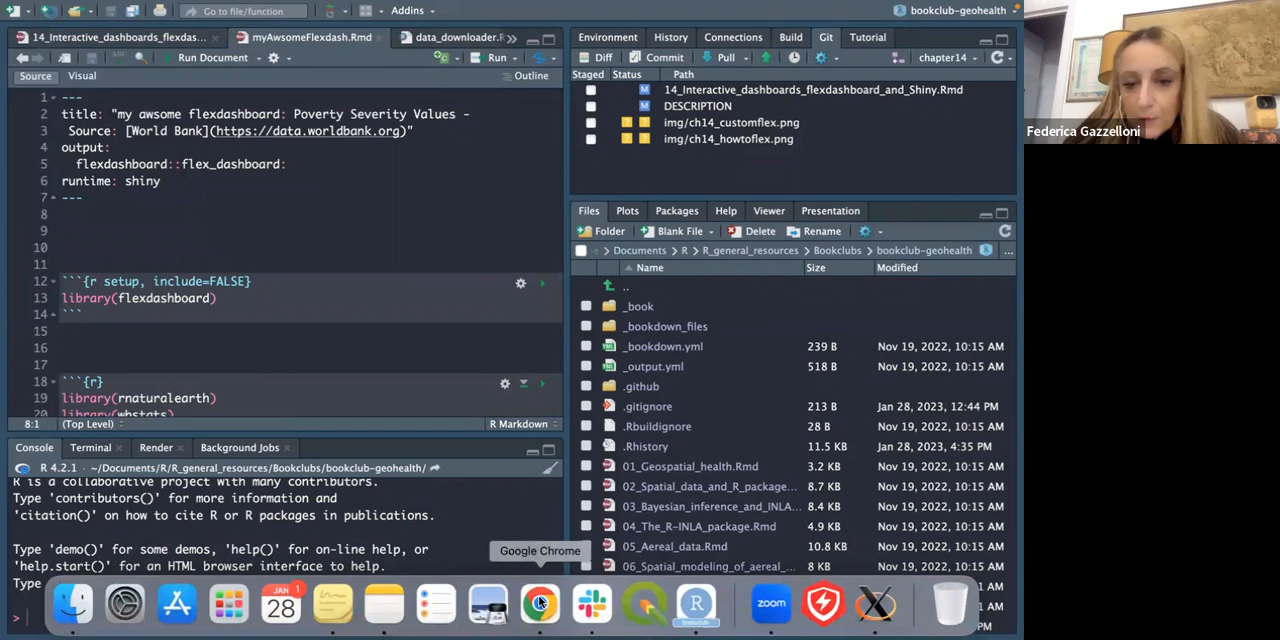 Go to file/function
Addins
bookclub-geohealth
14_Interactive_dashboards_flexdas...
myAwsomeFlexdash.Rmd
data_downloader.R
Run Document
Run
Source
Visual
Outline
1 ---
2 title: "my awsome flexdashboard: Poverty Severity Values -
3 Source: [World Bank](https://data.worldbank.org)"
4 output:
5 flexdashboard::flex_dashboard:
6 runtime: shiny
7 ---
8
9
10
11
12 ```{r setup, include=FALSE}
13 library(flexdashboard)
14 ```
15
16
17
18 ```{r}
19 library(rnaturalearth)
20 library(wbstats)
8:1
(Top Level)
R Markdown
Console
Terminal
Render
Background Jobs
R 4.2.1 · ~/Documents/R/R_general_resources/Bookclubs/bookclub-geohealth/
R is a collaborative project with many contributors.
Type 'contributors()' for more information and
'citation()' on how to cite R or R packages in publications.
Type 'demo()' for some demos, 'help()' for on-line help, or
'help.start()' for an HTML browser interface to help.
Type
>
Environment
History
Connections
Build
Git
Tutorial
Diff
Commit
Pull
chapter14
Staged
Status
Path
M 14_Interactive_dashboards_flexdashboard_and_Shiny.Rmd
M DESCRIPTION
? ? img/ch14_customflex.png
? ? img/ch14_howtoflex.png
Files
Plots
Packages
Help
Viewer
Presentation
Folder
Blank File
Delete
Rename
Documents > R > R_general_resources > Bookclubs > bookclub-geohealth
Name
Size
Modified
..
_book
_bookdown_files
_bookdown.yml 239 B Nov 19, 2022, 10:15 AM
_output.yml 518 B Nov 19, 2022, 10:15 AM
.github
.gitignore 213 B Jan 28, 2023, 12:44 PM
.Rbuildignore 28 B Nov 19, 2022, 10:15 AM
.Rhistory 11.5 KB Jan 28, 2023, 4:35 PM
01_Geospatial_health.Rmd 3.2 KB Nov 19, 2022, 10:15 AM
02_Spatial_data_and_R_package... 8.7 KB Nov 19, 2022, 10:15 AM
03_Bayesian_inference_and_INLA... 8.4 KB Nov 19, 2022, 10:15 AM
04_The_R-INLA_package.Rmd 4.9 KB Nov 19, 2022, 10:15 AM
05_Aereal_data.Rmd 10.8 KB Nov 19, 2022, 10:15 AM
06_Spatial_modeling_of_aereal_... 8 KB Nov 19, 2022, 10:15 AM
AM
AM
PM
Google Chrome
JAN
28
1
zoom
R
bookclub-
X
Federica Gazzelloni